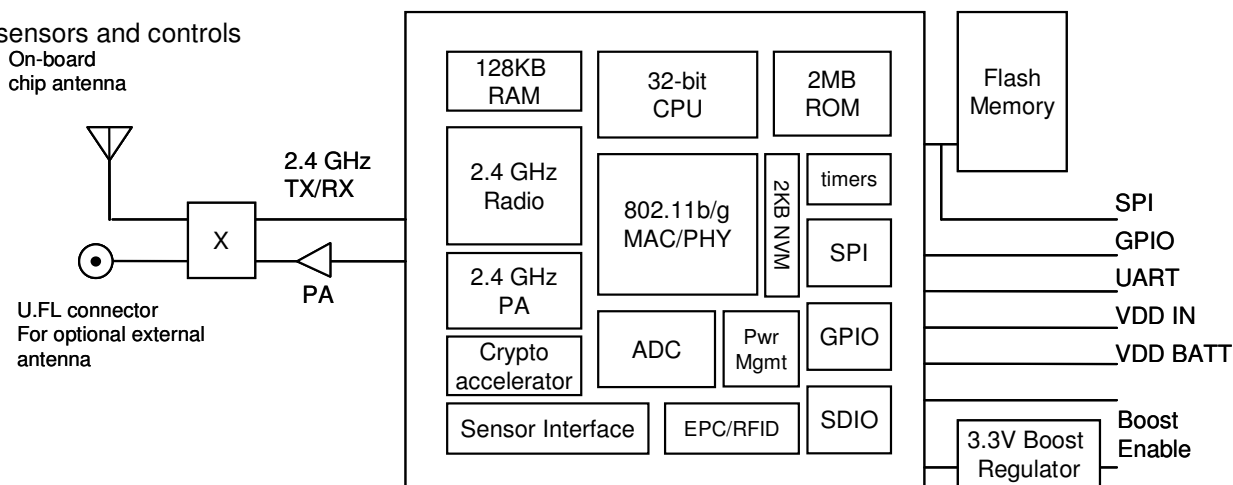 sensors and controls
On-board
chip antenna
2.4 GHz
TX/RX
X
PA
U.FL connector
For optional external
antenna
128KB
RAM
32-bit
CPU
2MB
ROM
2.4 GHz
Radio
802.11b/g
MAC/PHY
2KB NVM
timers
SPI
2.4 GHz
PA
GPIO
Crypto
accelerator
ADC
Pwr
Mgmt
Sensor Interface
EPC/RFID
SDIO
Flash
Memory
SPI
GPIO
UART
VDD IN
VDD BATT
Boost
Enable
3.3V Boost
Regulator